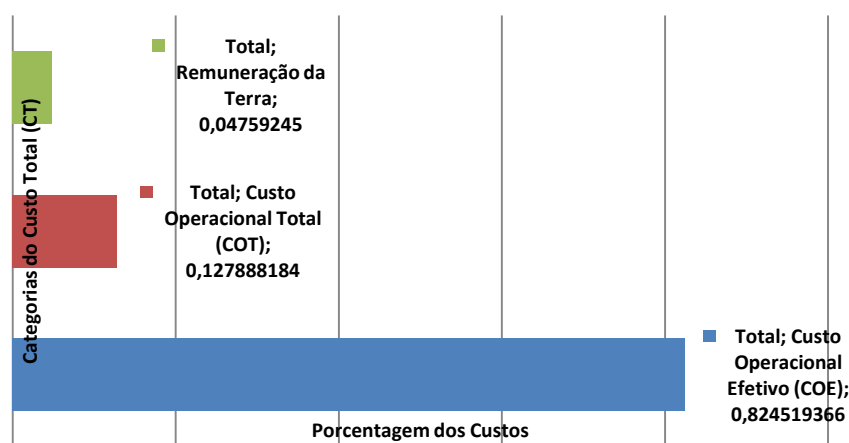 Total;
Remuneração da
Terra;
0,04759245
Total; Custo
Operacional Total
(COT);
0,127888184
Total; Custo
Operacional
Efetivo (COE);
0,824519366
Categorias do Custo Total (CT)
Porcentagem dos Custos